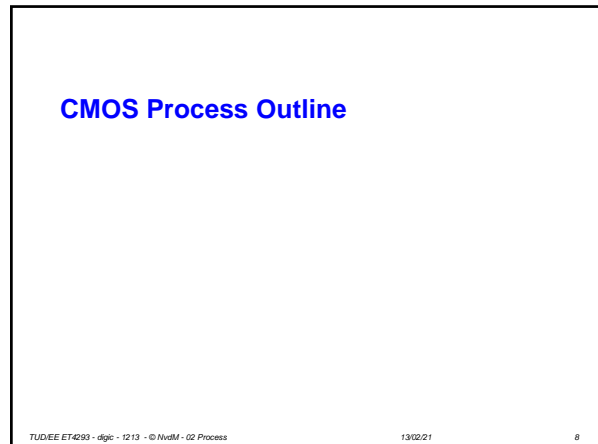 CMOS Process Outline
TUD/EE ET4293 - digic - 1213 - © NvdM - 02 Process 13/02/21 8